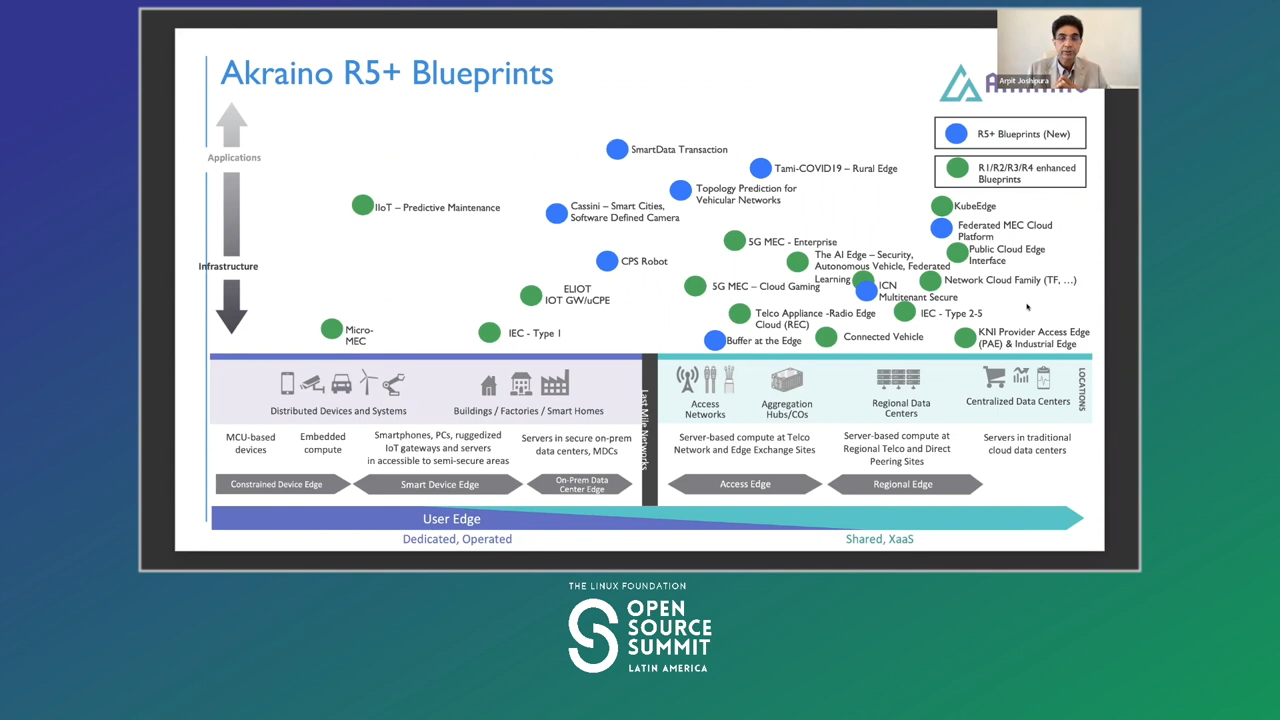 Akraino R5+ Blueprints
Arpit Joshipura
R5+ Blueprints (New)
R1/R2/R3/R4 enhanced
Blueprints
Applications
Infrastructure
SmartData Transaction
Tami-COVID19 – Rural Edge
Topology Prediction for
Vehicular Networks
IIoT – Predictive Maintenance
Cassini – Smart Cities,
Software Defined Camera
KubeEdge
Federated MEC Cloud
Platform
5G MEC - Enterprise
Public Cloud Edge
Interface
The AI Edge – Security,
Autonomous Vehicle, Federated
Learning
CPS Robot
Network Cloud Family (TF, …)
5G MEC – Cloud Gaming
ICN
Multitenant Secure
ELIOT
IOT GW/uCPE
Telco Appliance -Radio Edge
Cloud (REC)
IEC - Type 2-5
Micro-
MEC
IEC - Type 1
Buffer at the Edge
Connected Vehicle
KNI Provider Access Edge
(PAE) & Industrial Edge
Distributed Devices and Systems
Buildings / Factories / Smart Homes
Last Mile Networks
Access
Networks
Aggregation
Hubs/COs
Regional Data
Centers
Centralized Data Centers
LOCATIONS
MCU-based
devices
Embedded
compute
Smartphones, PCs, ruggedized
IoT gateways and servers
in accessible to semi-secure areas
Servers in secure on-prem
data centers, MDCs
Server-based compute at Telco
Network and Edge Exchange Sites
Server-based compute at
Regional Telco and Direct
Peering Sites
Servers in traditional
cloud data centers
Constrained Device Edge
Smart Device Edge
On-Prem Data
Center Edge
Access Edge
Regional Edge
User Edge
Dedicated, Operated
Shared, XaaS
THE LINUX FOUNDATION
OPEN
SOURCE
SUMMIT
LATIN AMERICA